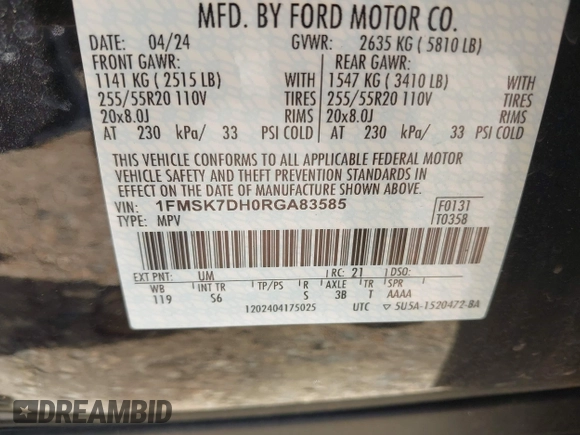 MFD. BY FORD MOTOR CO.
DATE: 04/24 GVWR: 2635 KG ( 5810 LB)
FRONT GAWR: REAR GAWR:
1141 KG ( 2515 LB) WITH 1547 KG ( 3410 LB) WITH
255/55R20 110V TIRES 255/55R20 110V TIRES
20x8.0J RIMS 20x8.0J RIMS
AT 230 kPa/ 33 PSI COLD AT 230 kPa/ 33 PSI COLD
THIS VEHICLE CONFORMS TO ALL APPLICABLE FEDERAL MOTOR
VEHICLE SAFETY AND THEFT PREVENTION STANDARDS IN
EFFECT ON THE DATE OF MANUFACTURE SHOWN ABOVE.
VIN: 1FMSK7DH0RGA83585 F0131
TYPE: MPV T0358
EXT PNT: UM RC: 21 DSO:
WB INT TR TP/PS R AXLE TR SPR
119 S6 S 3B T AAAA
1202404175025 UTC ▽ 5U5A-1520472-BA
DREAMBID